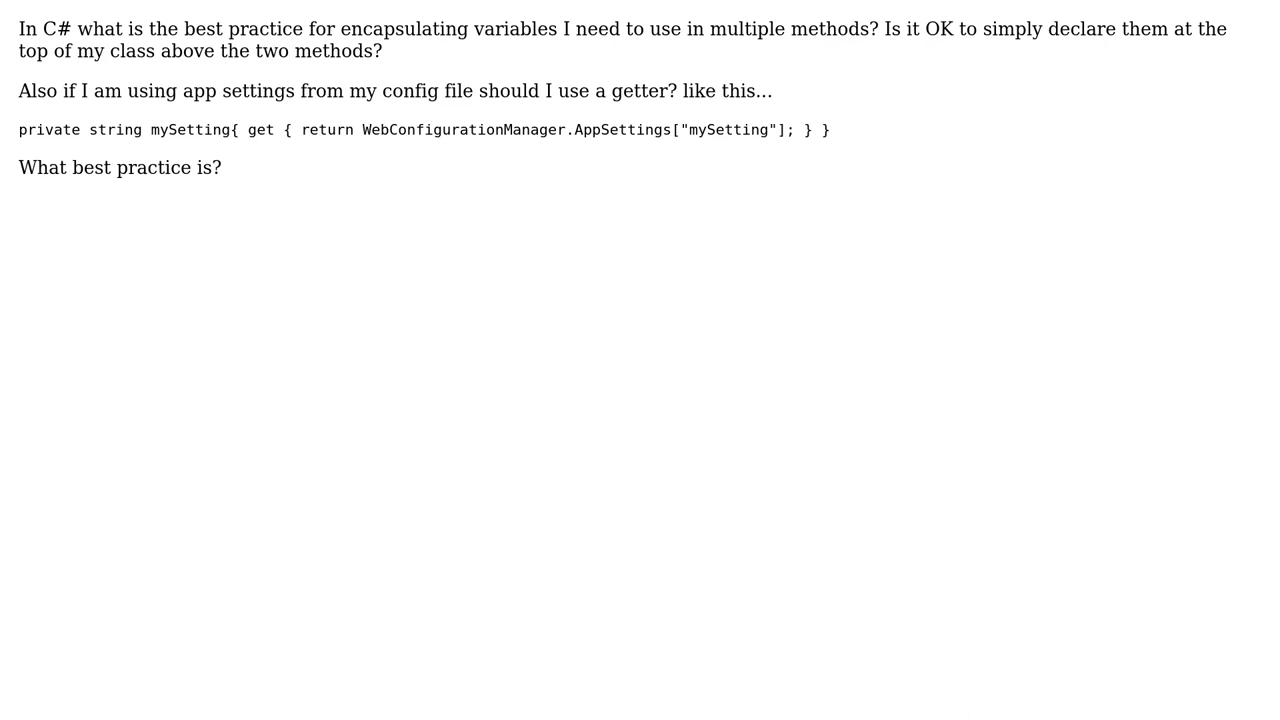 In C# what is the best practice for encapsulating variables I need to use in multiple methods? Is it OK to simply declare them at the
top of my class above the two methods?
Also if I am using app settings from my config file should I use a getter? like this...
private string mySetting{ get { return WebConfigurationManager.AppSettings["mySetting"]; } }
What best practice is?